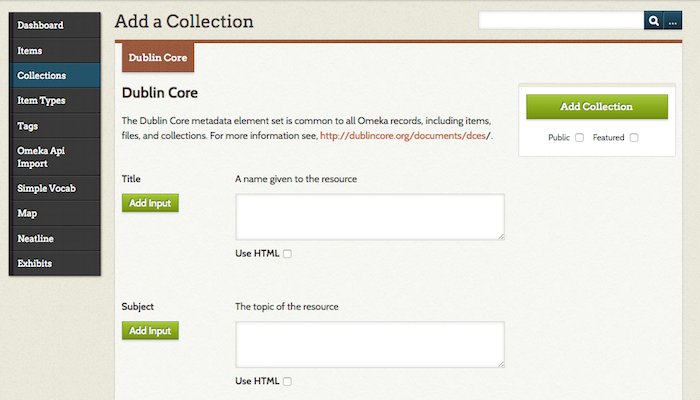 Dashboard
Items
Collections
Item Types
Tags
Omeka Api
Import
Simple Vocab
Map
Neatline
Exhibits
Add a Collection
...
Dublin Core
Dublin Core
The Dublin Core metadata element set is common to all Omeka records, including items,
files, and collections. For more information see, http://dublincore.org/documents/dces/.
Add Collection
Public Featured
Title
A name given to the resource
Add Input
Use HTML
Subject
The topic of the resource
Add Input
Use HTML